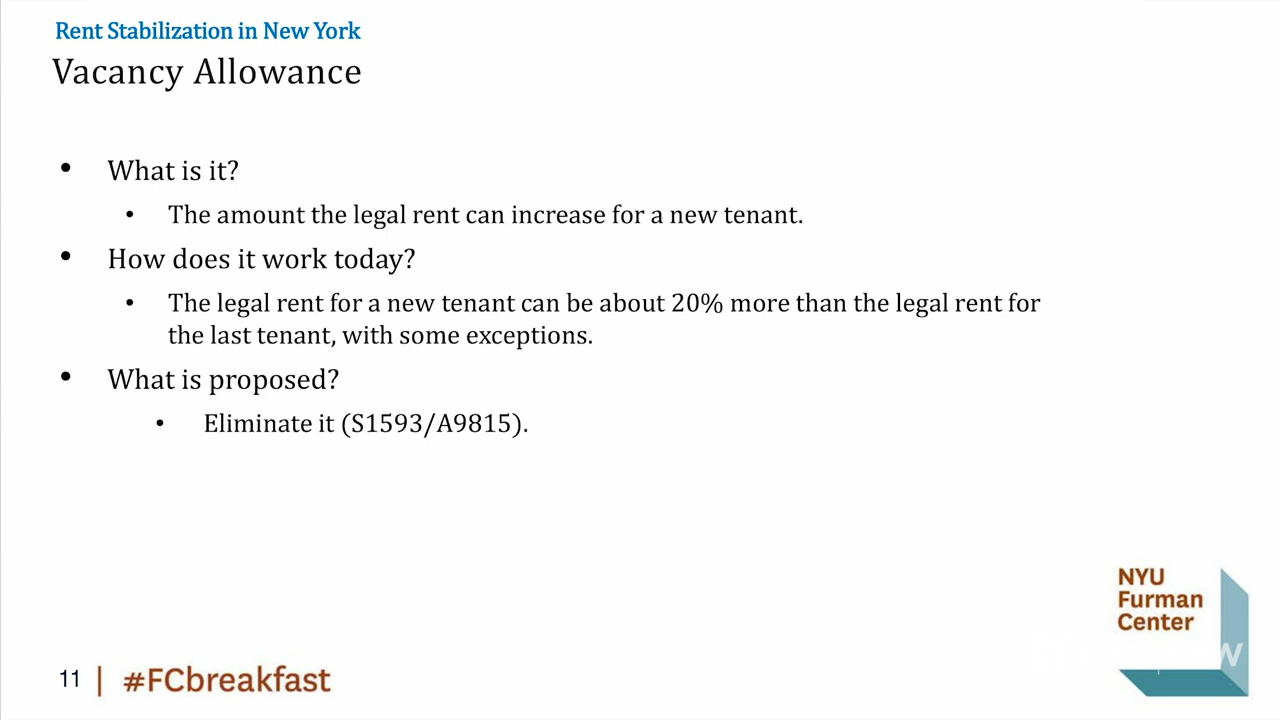 Rent Stabilization in New York
Vacancy Allowance
• What is it?
• The amount the legal rent can increase for a new tenant.
• How does it work today?
• The legal rent for a new tenant can be about 20% more than the legal rent for
the last tenant, with some exceptions.
• What is proposed?
• Eliminate it (S1593/A9815).
NYU
Furman
Center
11 | #FCbreakfast